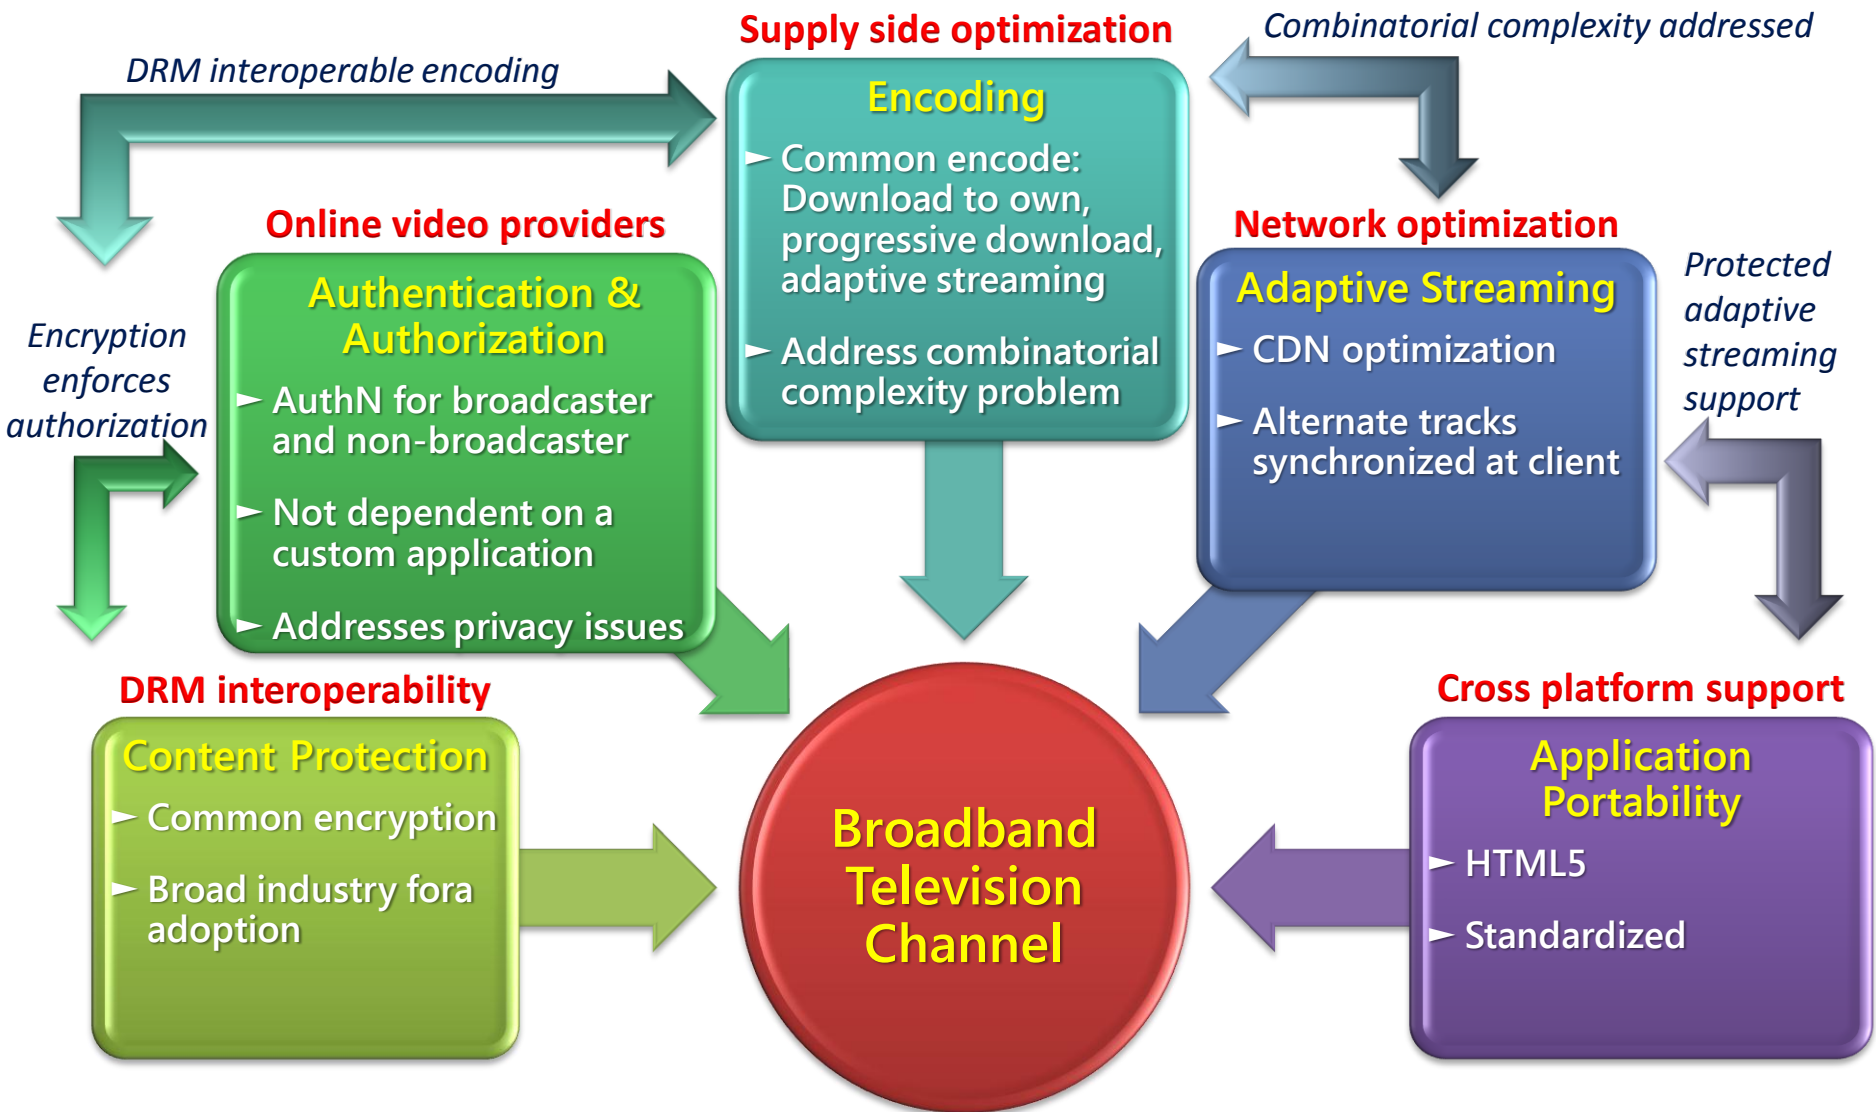 Supply side optimization
Combinatorial complexity addressed
DRM interoperable encoding
Encoding
► Common encode:
Download to own,
progressive download,
adaptive streaming
► Address combinatorial
complexity problem
Online video providers
Authentication &
Authorization
► AuthN for broadcaster
and non-broadcaster
► Not dependent on a
custom application
► Addresses privacy issues
Network optimization
Adaptive Streaming
► CDN optimization
► Alternate tracks
synchronized at client
Protected
adaptive
streaming
support
Encryption
enforces
authorization
DRM interoperability
Content Protection
► Common encryption
► Broad industry fora
adoption
Broadband
Television
Channel
Cross platform support
Application
Portability
► HTML5
► Standardized